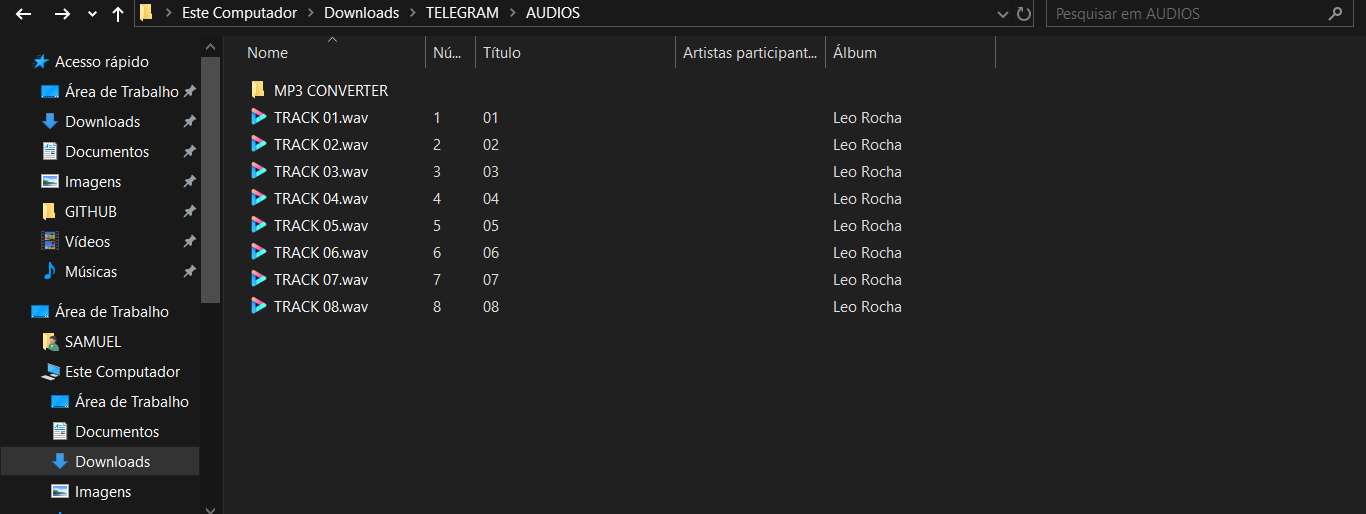 Este Computador > Downloads > TELEGRAM > AUDIOS
Pesquisar em AUDIOS
Acesso rápido
Área de Trabalho
Downloads
Documentos
Imagens
GITHUB
Vídeos
Músicas
Área de Trabalho
SAMUEL
Este Computador
Área de Trabalho
Documentos
Downloads
Imagens
Nome Nú... Título Artistas participant... Álbum
MP3 CONVERTER
TRACK 01.wav 1 01 Leo Rocha
TRACK 02.wav 2 02 Leo Rocha
TRACK 03.wav 3 03 Leo Rocha
TRACK 04.wav 4 04 Leo Rocha
TRACK 05.wav 5 05 Leo Rocha
TRACK 06.wav 6 06 Leo Rocha
TRACK 07.wav 7 07 Leo Rocha
TRACK 08.wav 8 08 Leo Rocha